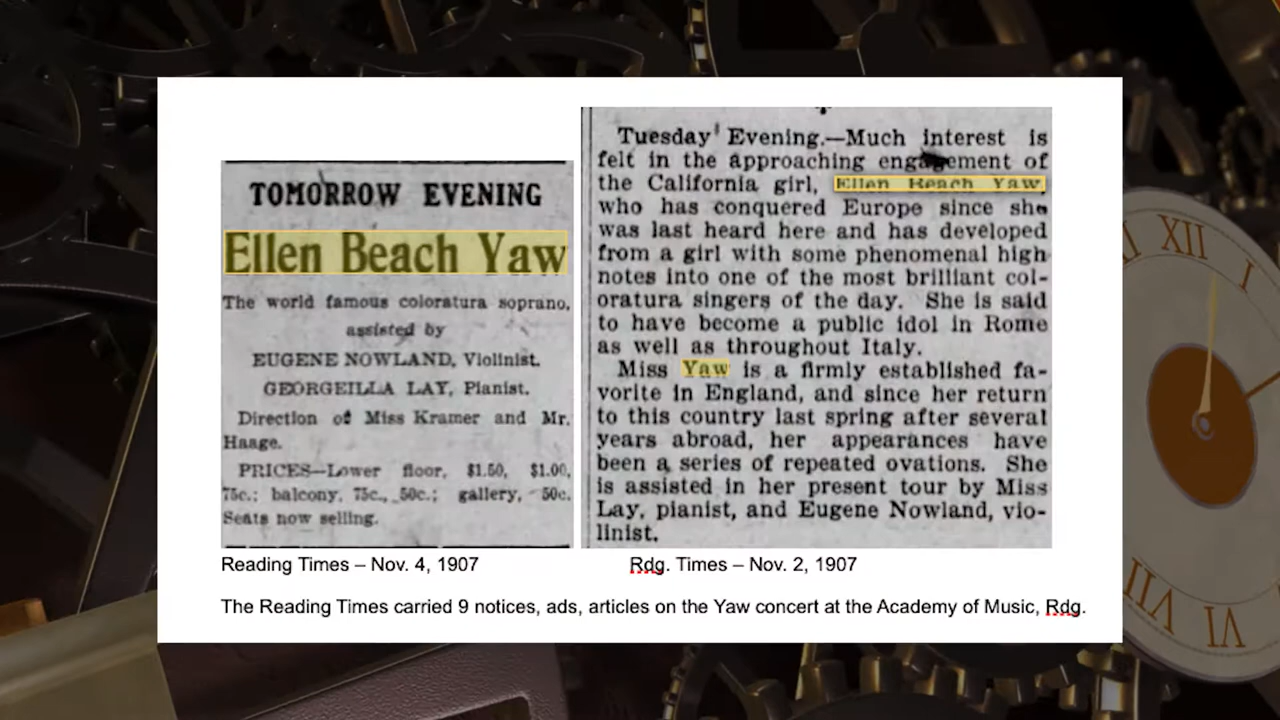 TOMORROW EVENING
Ellen Beach Yaw
The world famous coloratura soprano,
assisted by
EUGENE NOWLAND, Violinist.
GEORGEILLA LAY, Pianist.
Direction of Miss Kramer and Mr.
Haage.
PRICES—Lower floor, $1.50, $1.00,
75c.; balcony, 75c., 50c.; gallery, 50c.
Seats now selling.
Reading Times – Nov. 4, 1907
Tuesday Evening.—Much interest is
felt in the approaching engagement of
the California girl, Ellen Beach Yaw,
who has conquered Europe since she
was last heard here and has developed
from a girl with some phenomenal high
notes into one of the most brilliant col-
oratura singers of the day. She is said
to have become a public idol in Rome
as well as throughout Italy.
Miss Yaw is a firmly established fa-
vorite in England, and since her return
to this country last spring after several
years abroad, her appearances have
been a series of repeated ovations. She
is assisted in her present tour by Miss
Lay, pianist, and Eugene Nowland, vio-
linist.
Rdg. Times – Nov. 2, 1907
The Reading Times carried 9 notices, ads, articles on the Yaw concert at the Academy of Music, Rdg.
XII
I
VII
VI